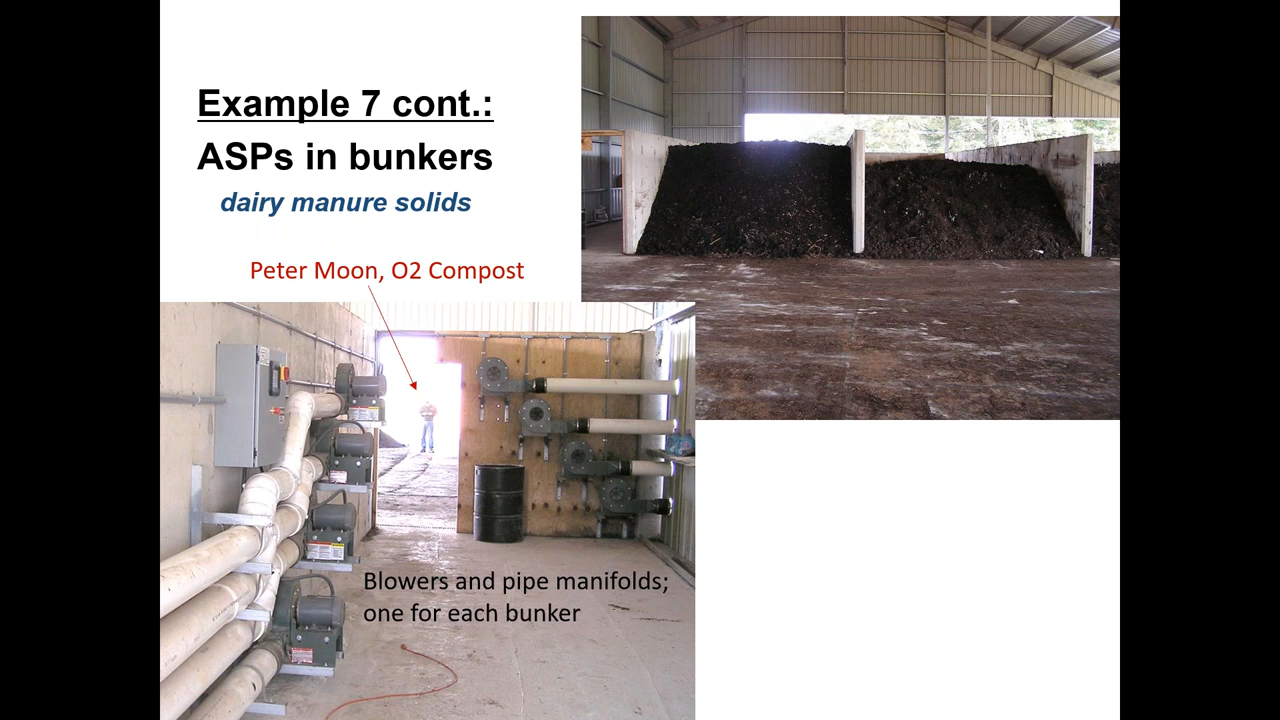 Example 7 cont.:
ASPs in bunkers
dairy manure solids
Peter Moon, O2 Compost
Blowers and pipe manifolds;
one for each bunker